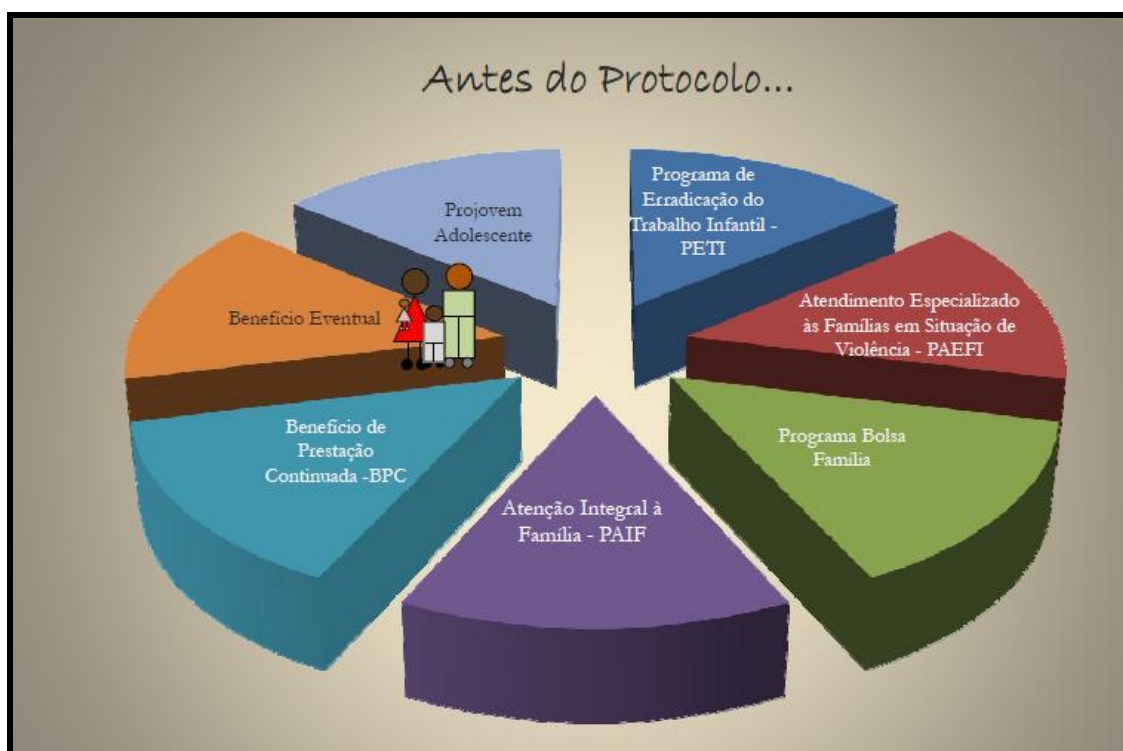 Antes do Protocolo...
Projovem
Adolescente
Programa de
Erradicação do
Trabalho Infantil -
PETI
Benefício Eventual
Atendimento Especializado
às Famílias em Situação de
Violência - PAEFI
Benefício de
Prestação
Continuada -BPC
Programa Bolsa
Família
Atenção Integral à
Família - PAIF